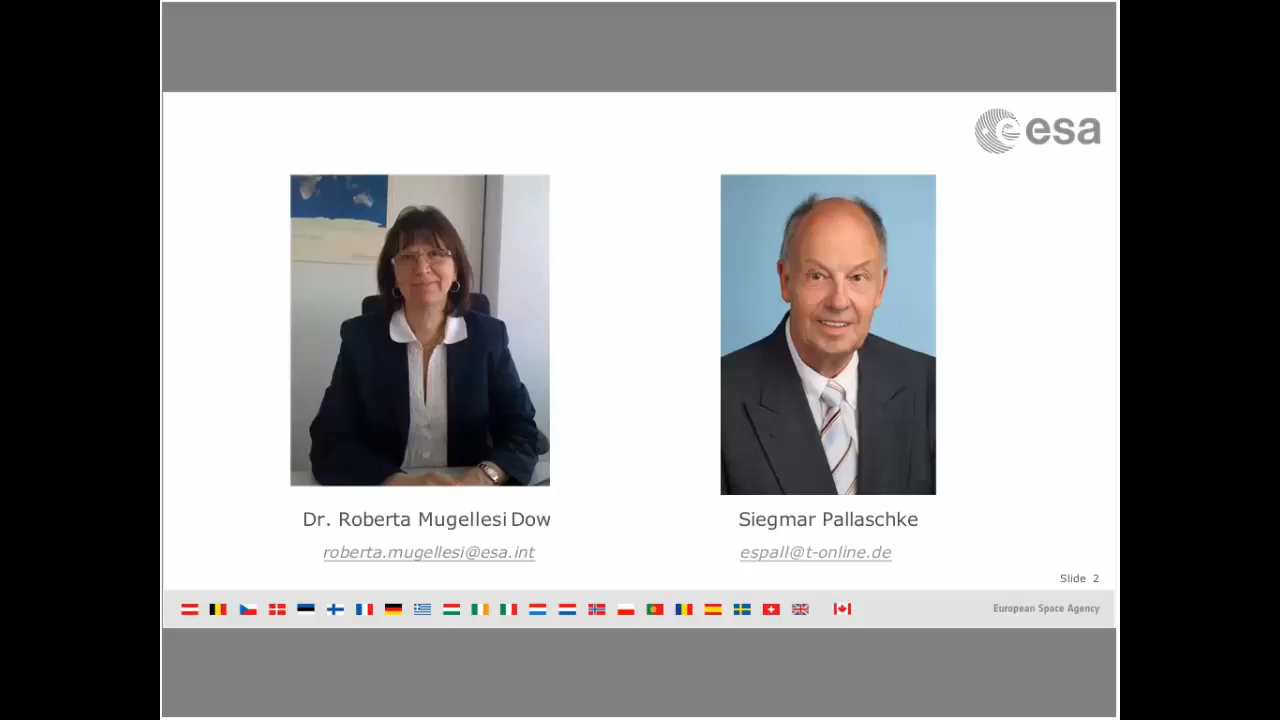 esa
Dr. Roberta Mugellesi Dow
Siegmar Pallaschke
roberta.mugellesi@esa.int
espall@t-online.de
Slide 2
European Space Agency